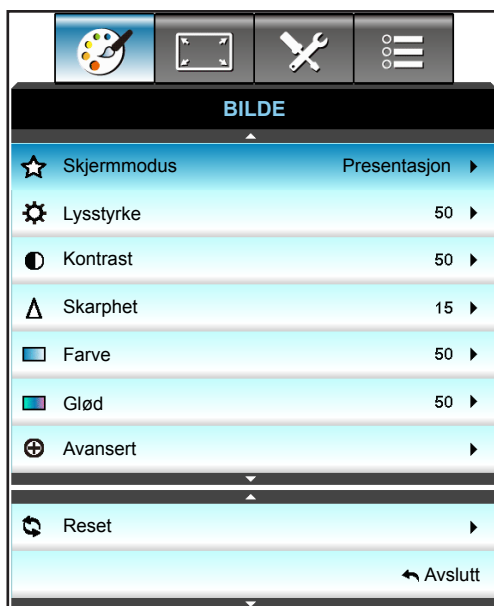 BILDE
Skjermmodus Presentasjon
Lysstyrke 50
Kontrast 50
Skarphet 15
Farve 50
Glød 50
Avansert
Reset
Avslutt